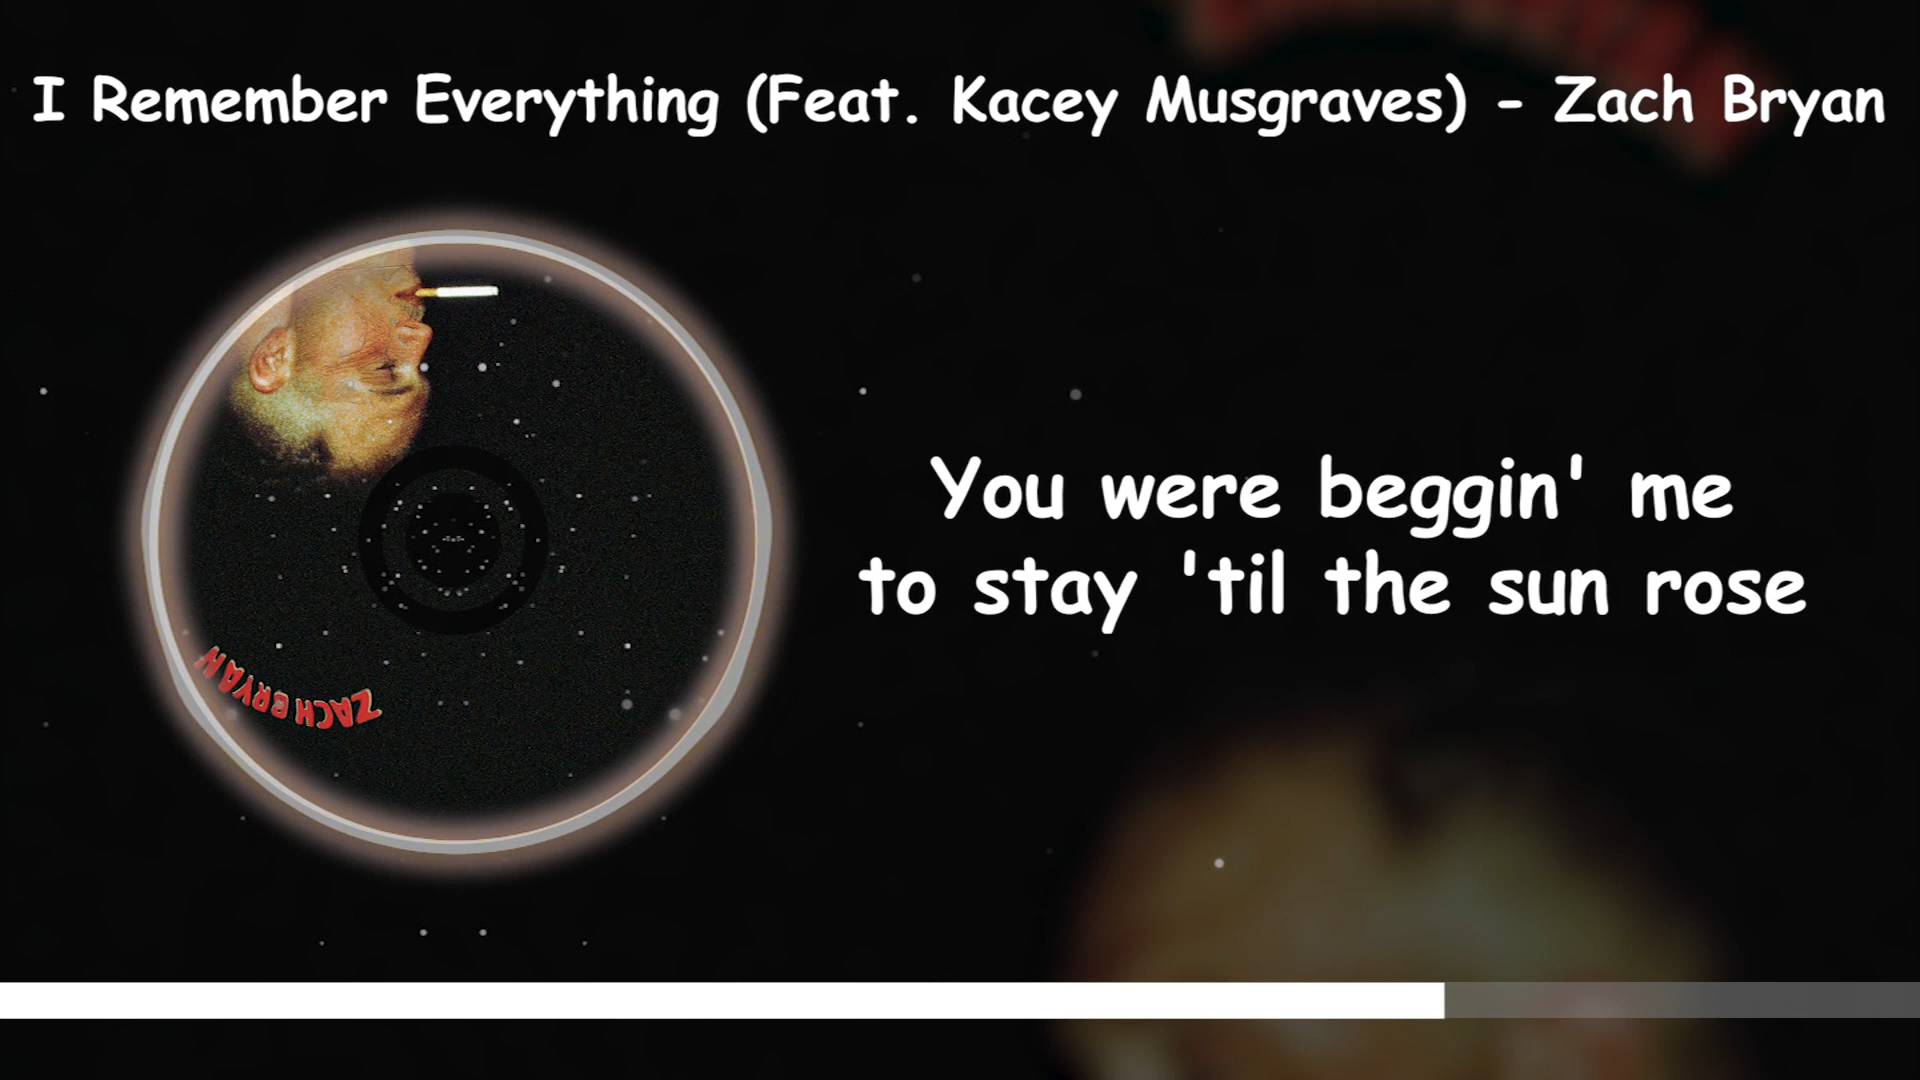 I Remember Everything (Feat. Kacey Musgraves) - Zach Bryan
You were beggin' me
to stay 'til the sun rose
ZACH BRYAN